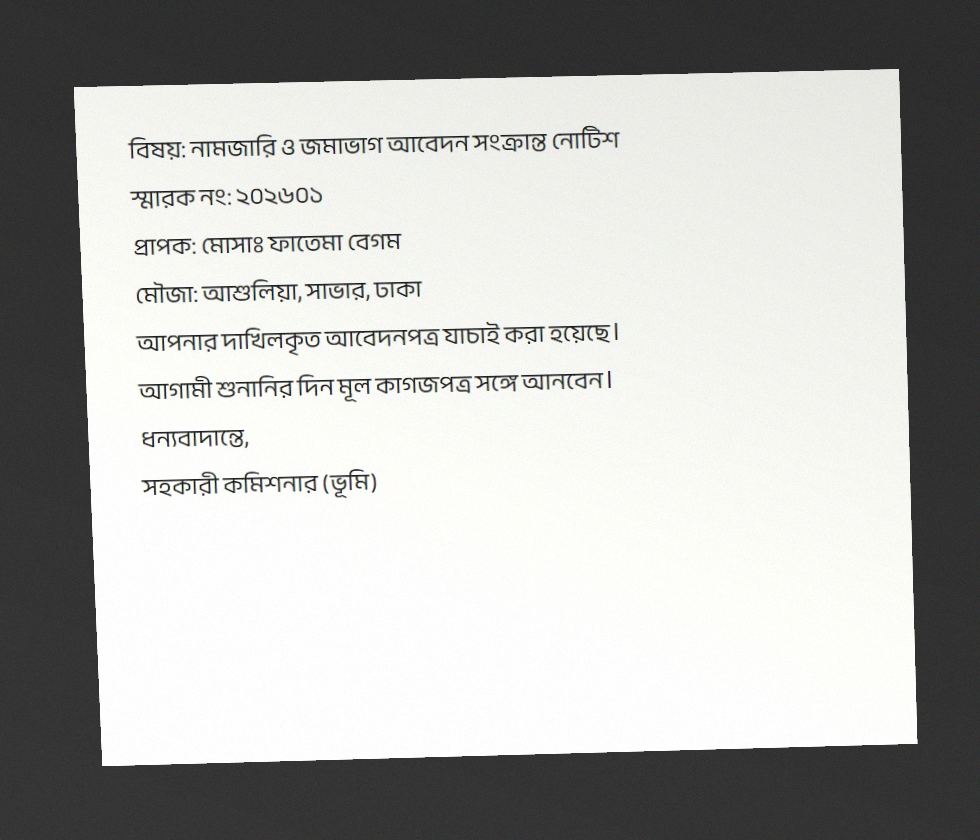 বিষয়: নামজারি ও জমাভাগ আবেদন সংক্রান্ত নোটিশ
স্মারক নং: ২০২৬০১
প্রাপক: মোসাঃ ফাতেমা বেগম
মৌজা: আশুলিয়া, সাভার, ঢাকা
আপনার দাখিলকৃত আবেদনপত্র যাচাই করা হয়েছে।
আগামী শুনানির দিন মূল কাগজপত্র সঙ্গে আনবেন।
ধন্যবাদান্তে,
সহকারী কমিশনার (ভূমি)